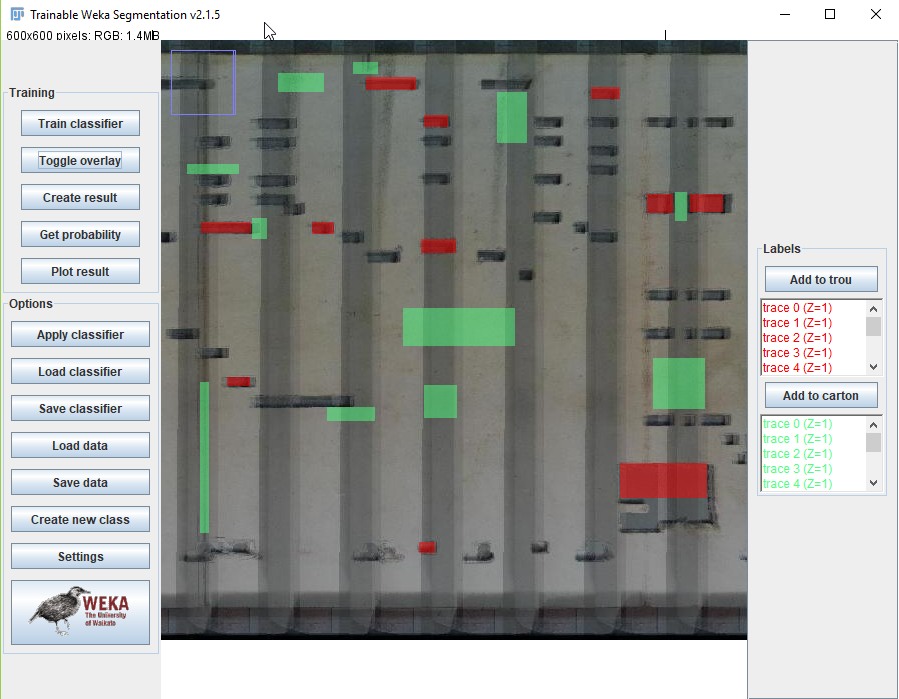 Trainable Weka Segmentation v2.1.5
600x600 pixels: RGB: 1.4MB
Training
Train classifier
Toggle overlay
Create result
Get probability
Plot result
Options
Apply classifier
Load classifier
Save classifier
Load data
Save data
Create new class
Settings
WEKA
The University
of Waikato
Labels
Add to trou
trace 0 (Z=1)
trace 1 (Z=1)
trace 2 (Z=1)
trace 3 (Z=1)
trace 4 (Z=1)
Add to carton
trace 0 (Z=1)
trace 1 (Z=1)
trace 2 (Z=1)
trace 3 (Z=1)
trace 4 (Z=1)